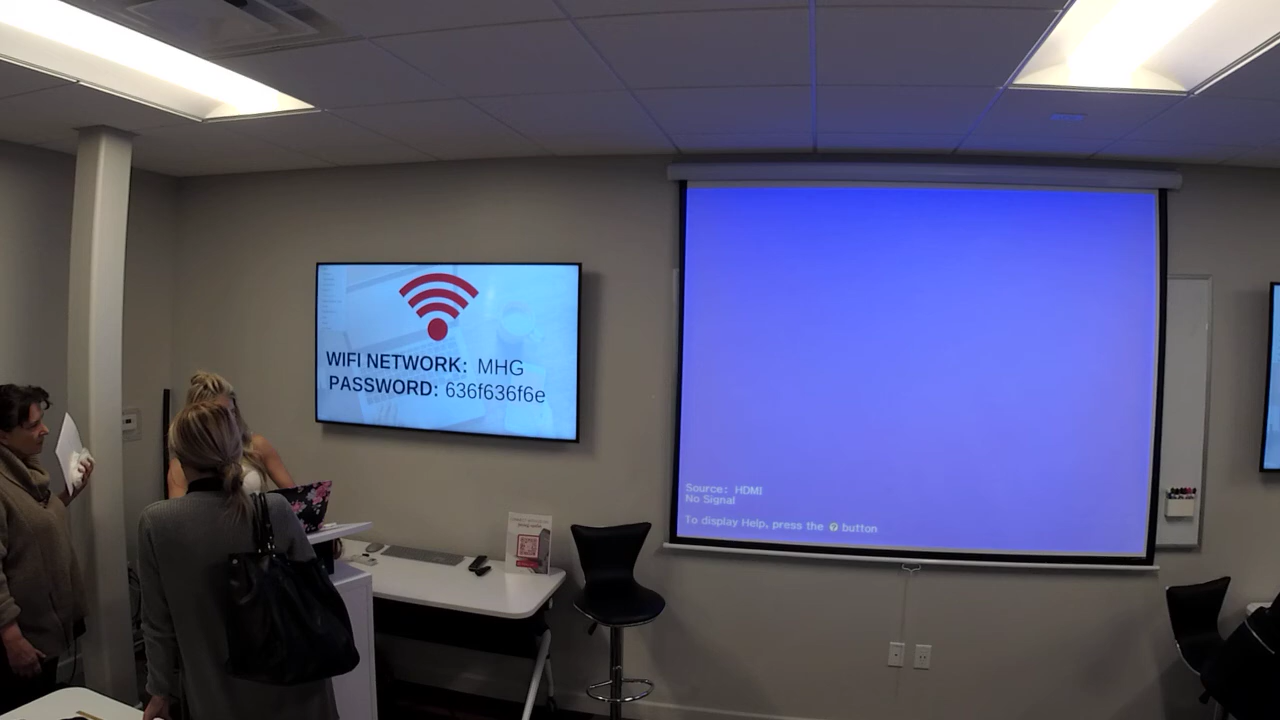 WIFI NETWORK: MHG
PASSWORD: 636f636f6e
Source: HDMI
No Signal
To display Help, press the ? button